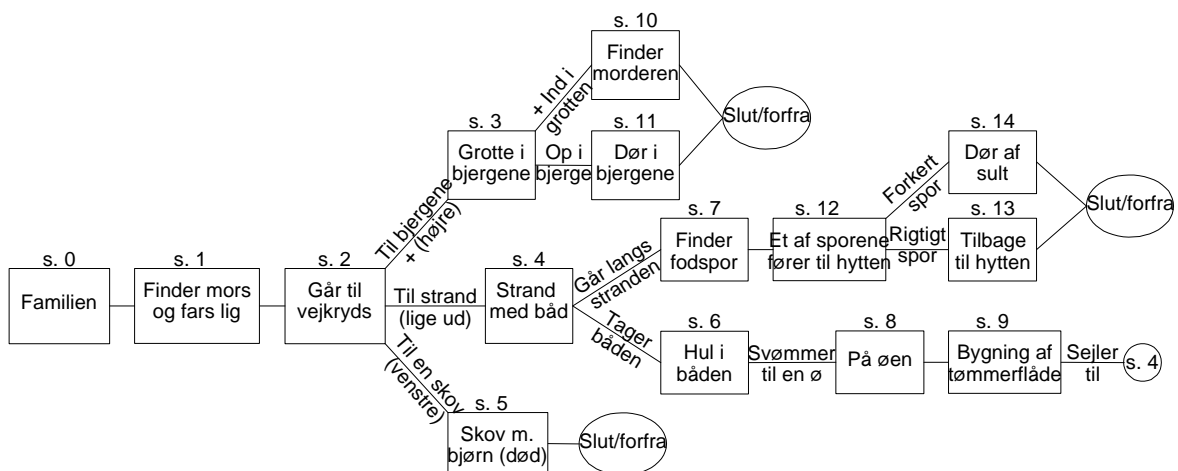 s. 0
Familien
s. 1
Finder mors
og fars lig
s. 2
Går til
vejkryds
Til bjergene
+ (højre)
s. 3
Grotte i
bjergene
+ Ind i
grotten
s. 10
Finder
morderen
Op i
bjerge
s. 11
Dør i
bjergene
Slut/forfra
Til strand
(lige ud)
s. 4
Strand
med båd
Går langs
stranden
s. 7
Finder
fodspor
s. 12
Et af sporene
fører til hytten
Forkert
spor
s. 14
Dør af
sult
Rigtigt
spor
s. 13
Tilbage
til hytten
Slut/forfra
Tager
båden
s. 6
Hul i
båden
Svømmer
til en ø
s. 8
På øen
s. 9
Bygning af
tømmerflåde
Sejler
til
s. 4
Til en skov
(venstre)
s. 5
Skov m.
bjørn (død)
Slut/forfra